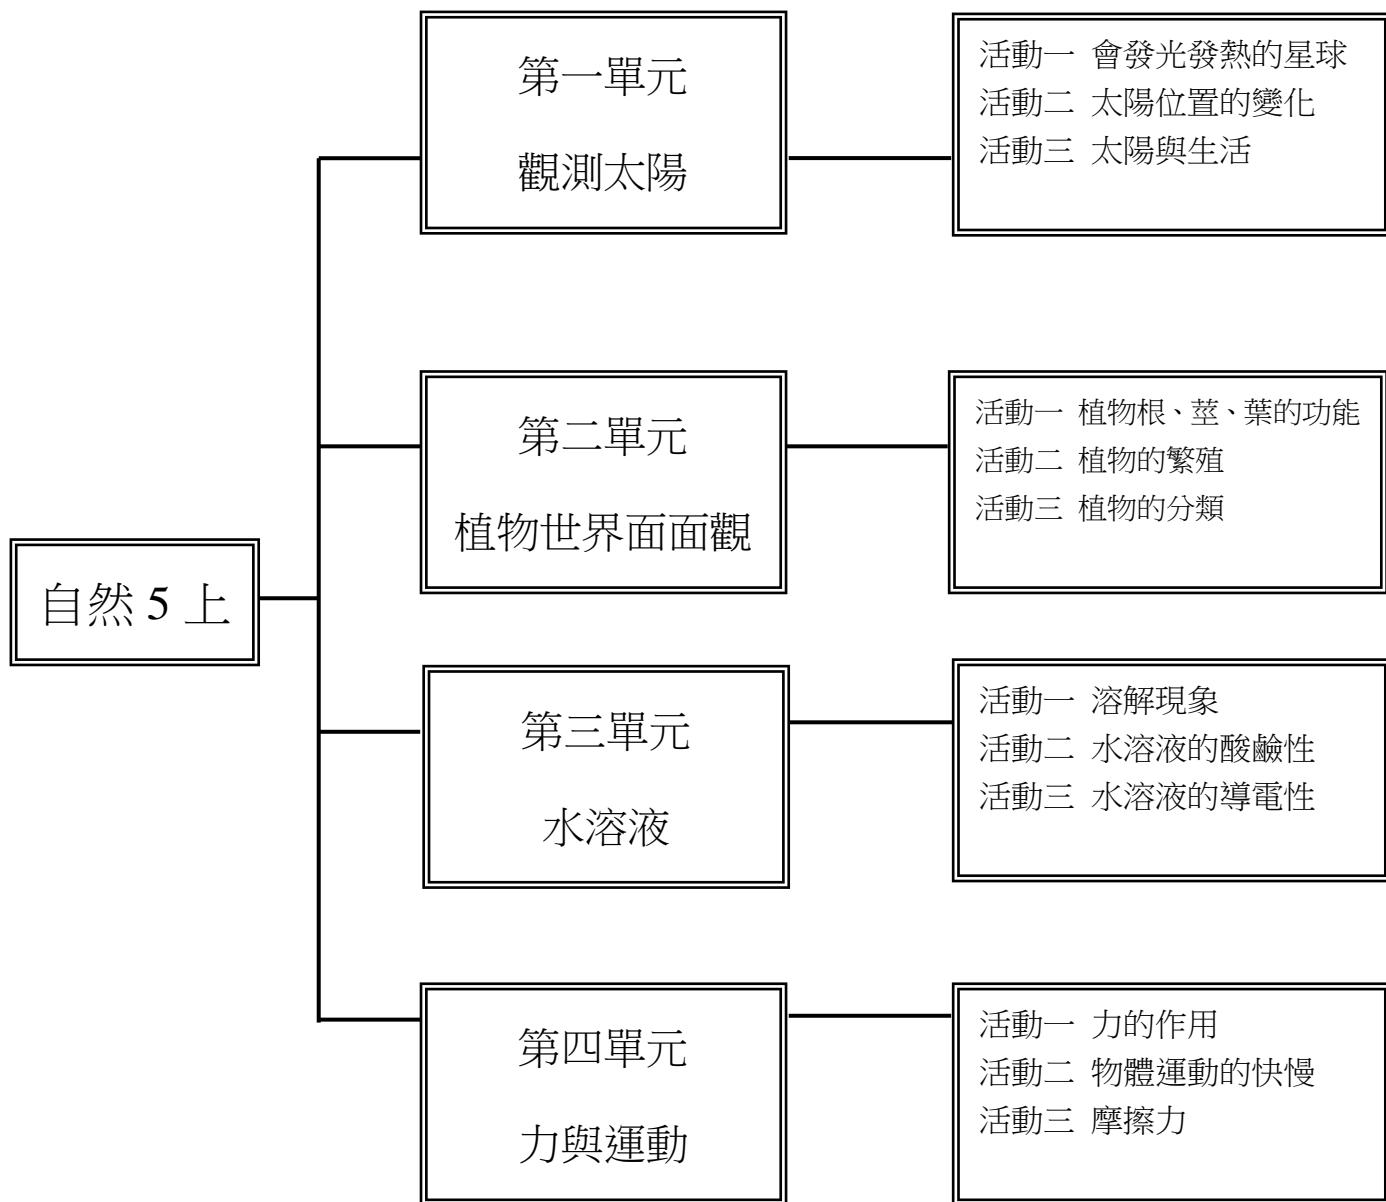 自然 5 上
第一單元
觀測太陽
活動一 會發光發熱的星球
活動二 太陽位置的變化
活動三 太陽與生活
第二單元
植物世界面面觀
活動一 植物根、莖、葉的功能
活動二 植物的繁殖
活動三 植物的分類
第三單元
水溶液
活動一 溶解現象
活動二 水溶液的酸鹼性
活動三 水溶液的導電性
第四單元
力與運動
活動一 力的作用
活動二 物體運動的快慢
活動三 摩擦力